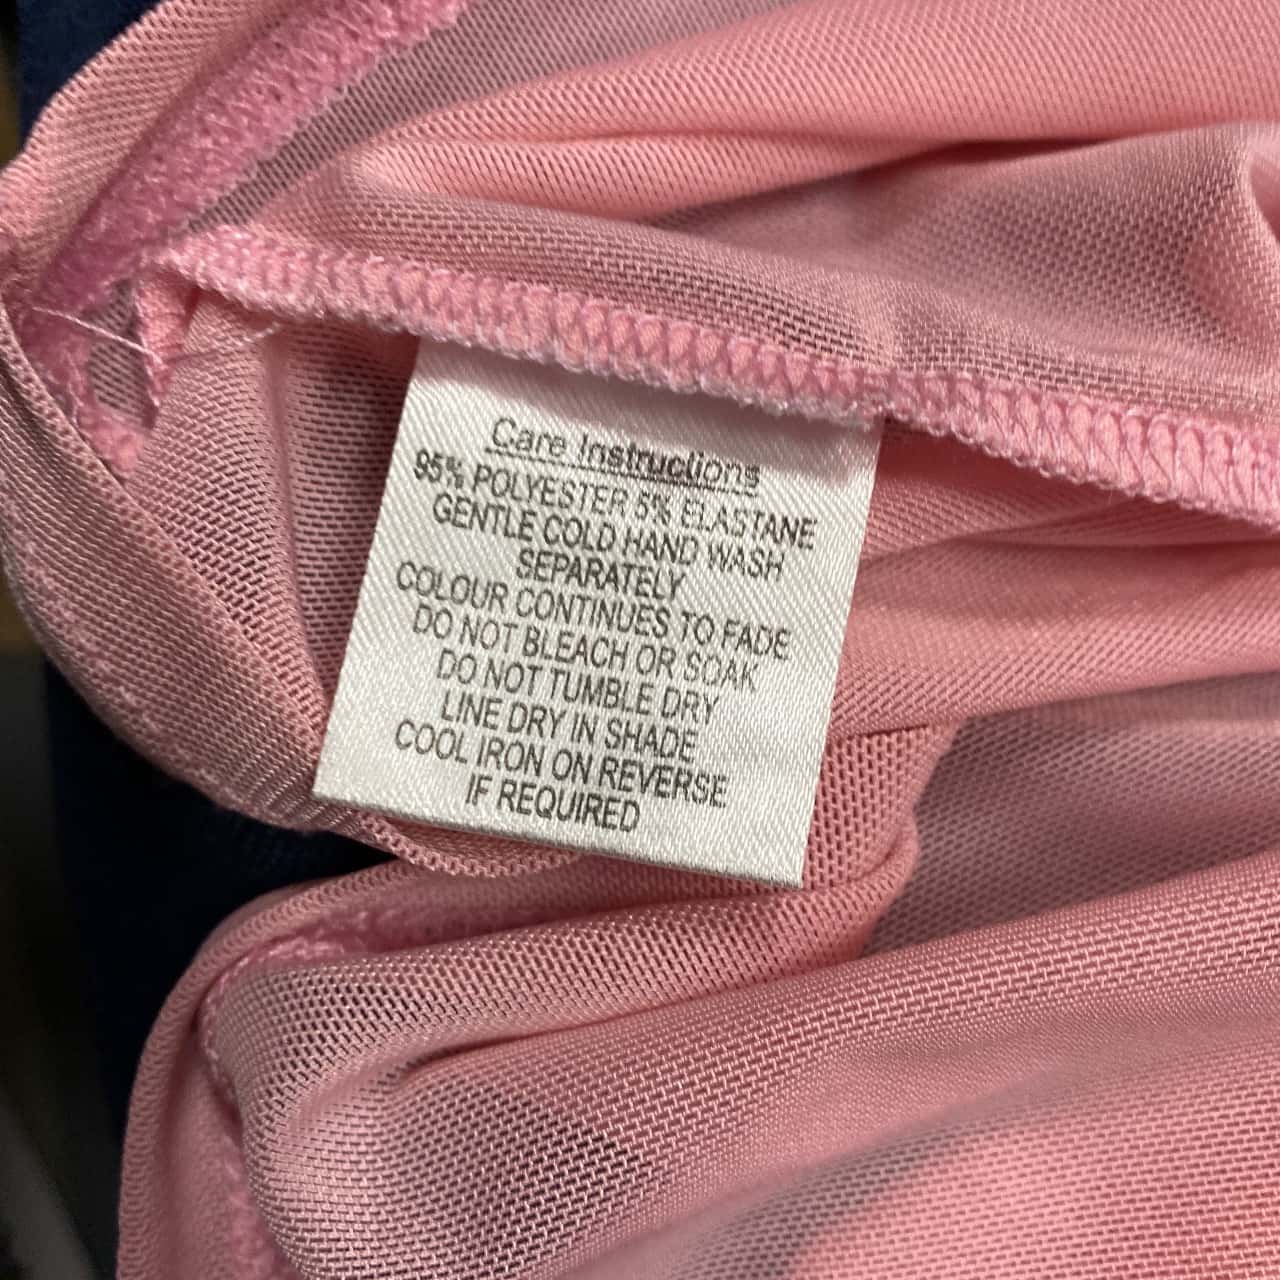 Care Instructions
95% POLYESTER 5% ELASTANE
GENTLE COLD HAND WASH
SEPARATELY
COLOUR CONTINUES TO FADE
DO NOT BLEACH OR SOAK
DO NOT TUMBLE DRY
LINE DRY IN SHADE
COOL IRON ON REVERSE
IF REQUIRED